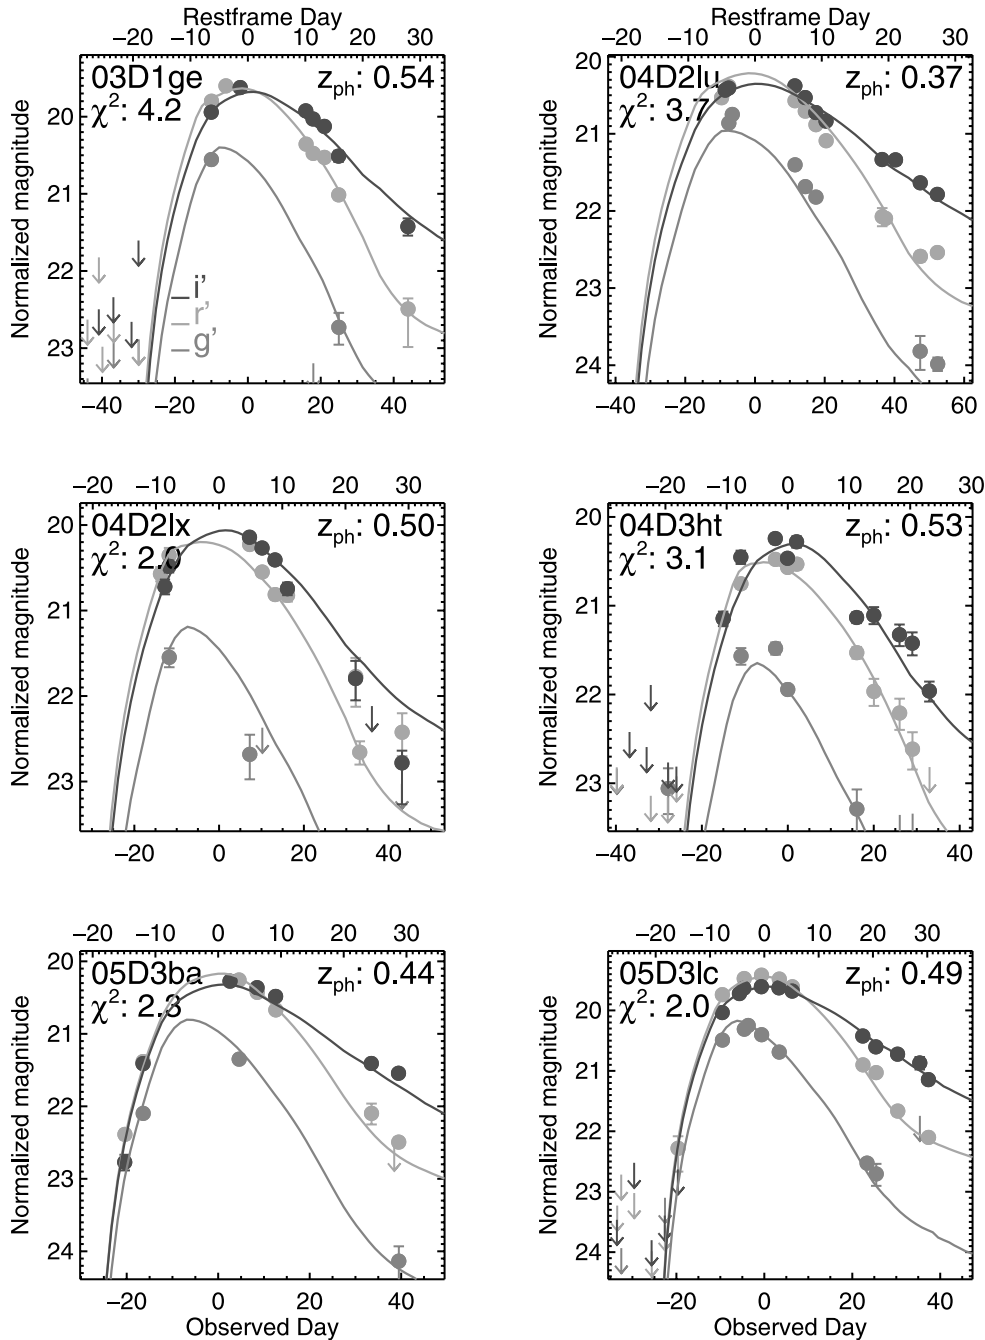 Restframe Day
Restframe Day
−20 −10 0 10 20 30
−20 −10 0 10 20 30
03D1ge
z_ph: 0.54
χ²: 4.2
04D2lu
z_ph: 0.37
χ²: 3.7
Normalized magnitude
20
21
22
23
i'
r'
g'
Normalized magnitude
20
21
22
23
24
−40 −20 0 20 40
−40 −20 0 20 40 60
−20 −10 0 10 20 30
−20 −10 0 10 20 30
04D2lx
z_ph: 0.50
χ²: 2.0
04D3ht
z_ph: 0.53
χ²: 3.1
Normalized magnitude
20
21
22
23
Normalized magnitude
20
21
22
23
−20 0 20 40
−40 −20 0 20 40
−20 −10 0 10 20 30
−20 −10 0 10 20 30
05D3ba
z_ph: 0.44
χ²: 2.3
05D3lc
z_ph: 0.49
χ²: 2.0
Normalized magnitude
20
21
22
23
24
Normalized magnitude
20
21
22
23
24
−20 0 20 40
−20 0 20 40
Observed Day
Observed Day